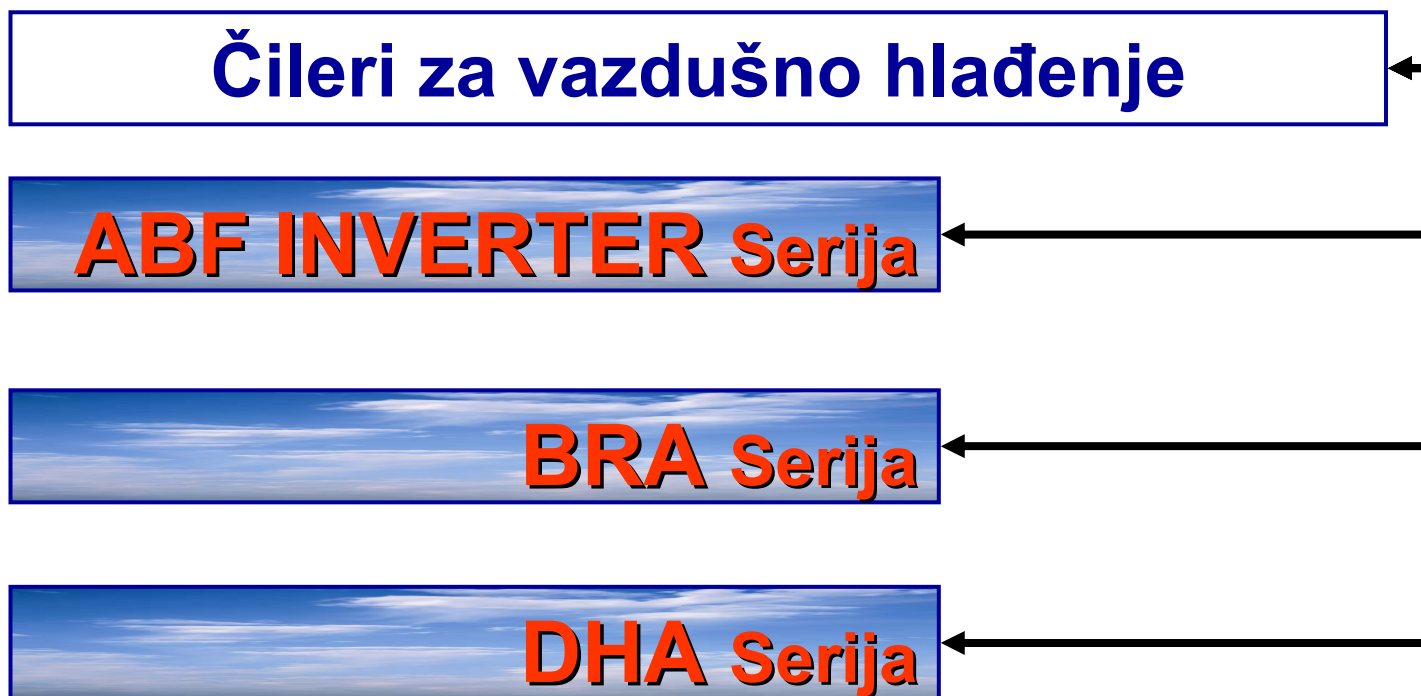 Čileri za vazdušno hlađenje
ABF INVERTER Serija
BRA Serija
DHA Serija